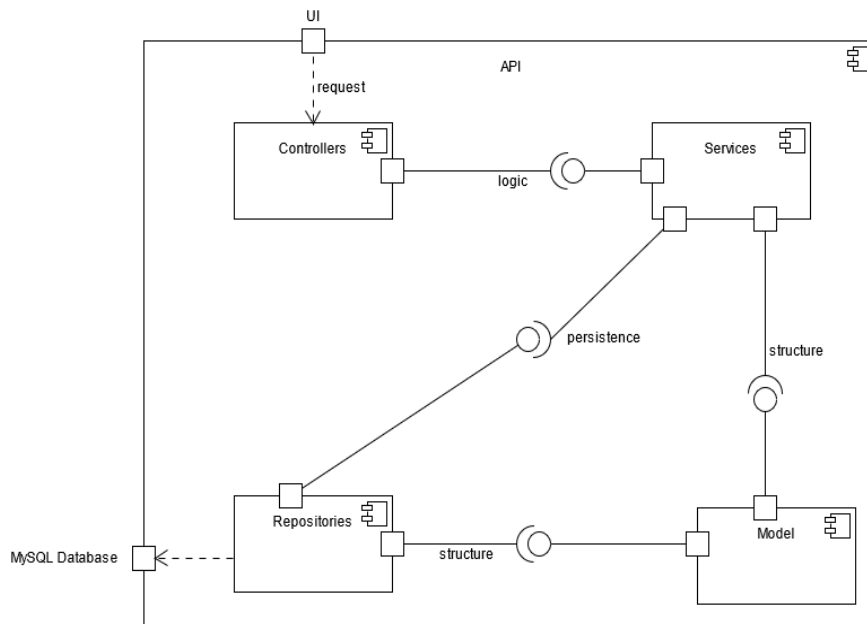 UI
API
request
Controllers
Services
logic
persistence
structure
Repositories
Model
MySQL Database
structure